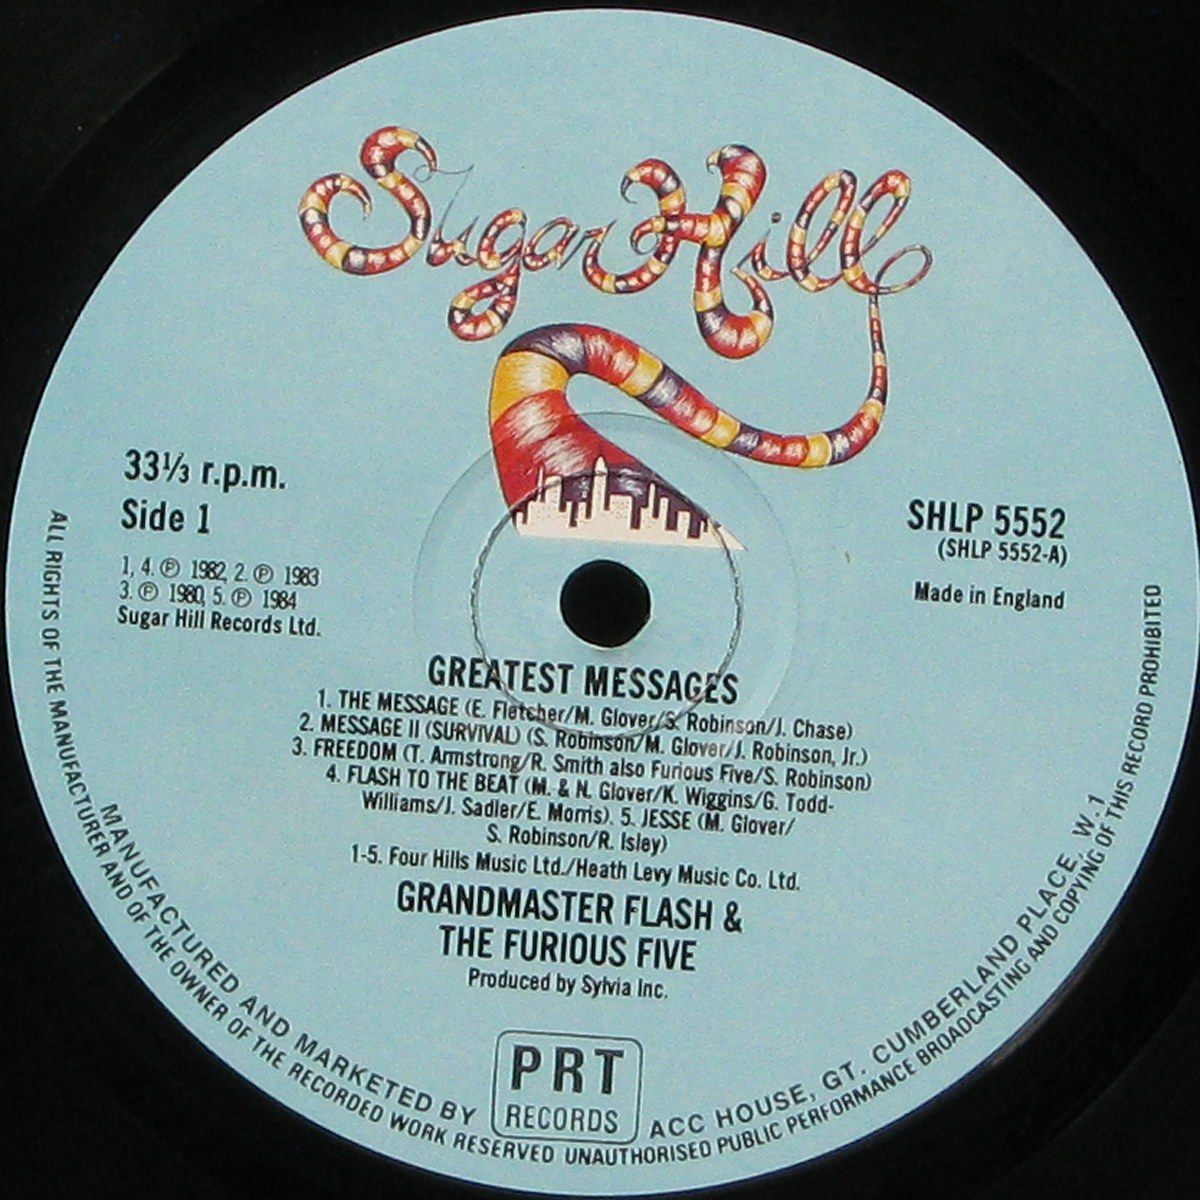 Sugar Hill
33⅓ r.p.m.
Side 1
1, 4. ℗ 1982, 2. ℗ 1983
3. ℗ 1980, 5. ℗ 1984
Sugar Hill Records Ltd.
SHLP 5552
(SHLP 5552-A)
Made in England
GREATEST MESSAGES
1. THE MESSAGE (E. Fletcher/M. Glover/S. Robinson/J. Chase)
2. MESSAGE II (SURVIVAL) (S. Robinson/M. Glover/J. Robinson, Jr.)
3. FREEDOM (T. Armstrong/R. Smith also Furious Five/S. Robinson)
4. FLASH TO THE BEAT (M. & N. Glover/K. Wiggins/G. Todd-
Williams/J. Sadler/E. Morris). 5. JESSE (M. Glover/
S. Robinson/R. Isley)
1-5. Four Hills Music Ltd./Heath Levy Music Co. Ltd.
GRANDMASTER FLASH &
THE FURIOUS FIVE
Produced by Sylvia Inc.
MANUFACTURED AND MARKETED BY PRT RECORDS ACC HOUSE, GT. CUMBERLAND PLACE, W.1
ALL RIGHTS OF THE MANUFACTURER AND OF THE OWNER OF THE RECORDED WORK RESERVED UNAUTHORISED PUBLIC PERFORMANCE BROADCASTING AND COPYING OF THIS RECORD PROHIBITED